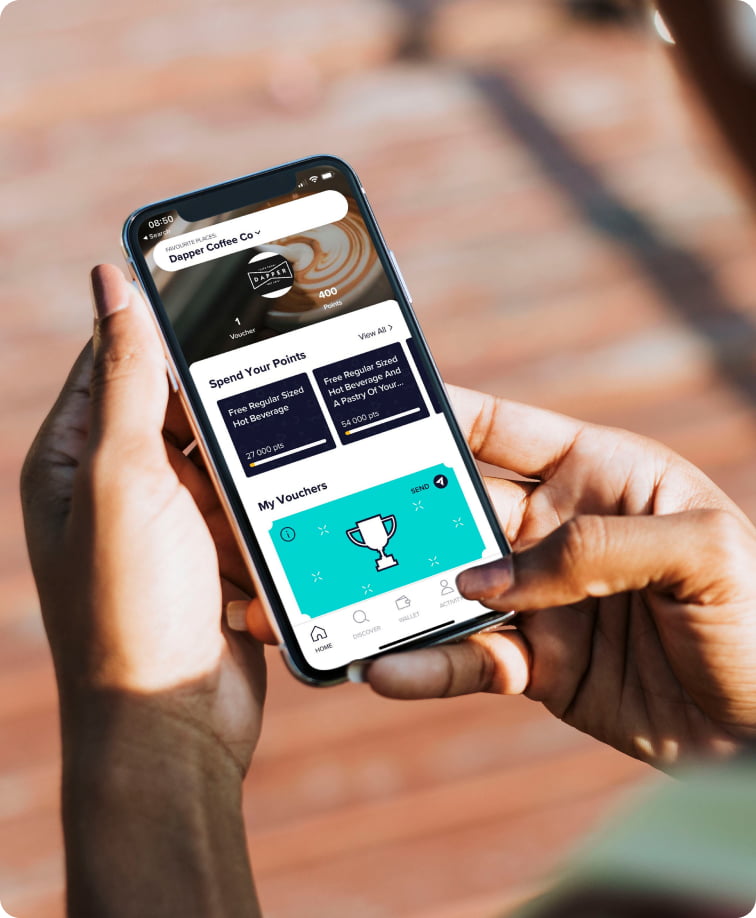 08:50
Search
FAVOURITE PLACES
Dapper Coffee Co
DAPPER
1
Voucher
400
Points
Spend Your Points
View All
Free Regular Sized
Hot Beverage
27 000 pts
Free Regular Sized
Hot Beverage And
A Pastry Of Your...
54 000 pts
My Vouchers
SEND
HOME
DISCOVER
WALLET
ACTIVITY